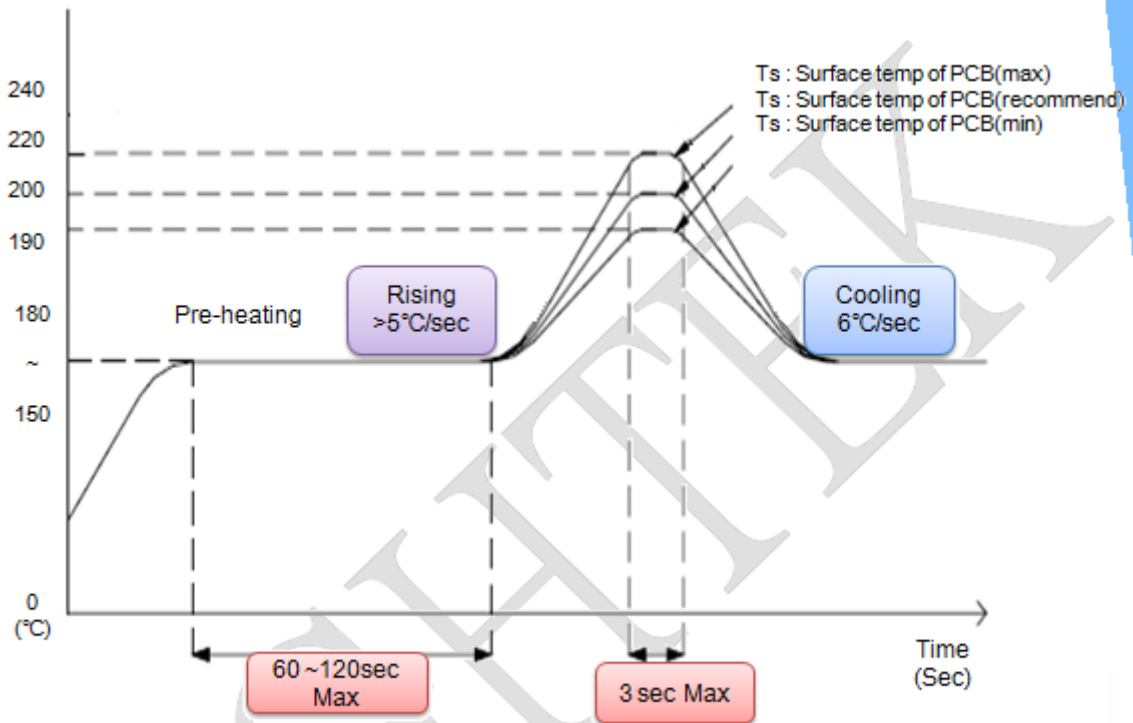 240
220
200
190
180
~
150
0
(℃)
Ts : Surface temp of PCB(max)
Ts : Surface temp of PCB(recommend)
Ts : Surface temp of PCB(min)
Pre-heating
Rising
>5℃/sec
Cooling
6℃/sec
60 ~120sec
Max
3 sec Max
Time
(Sec)